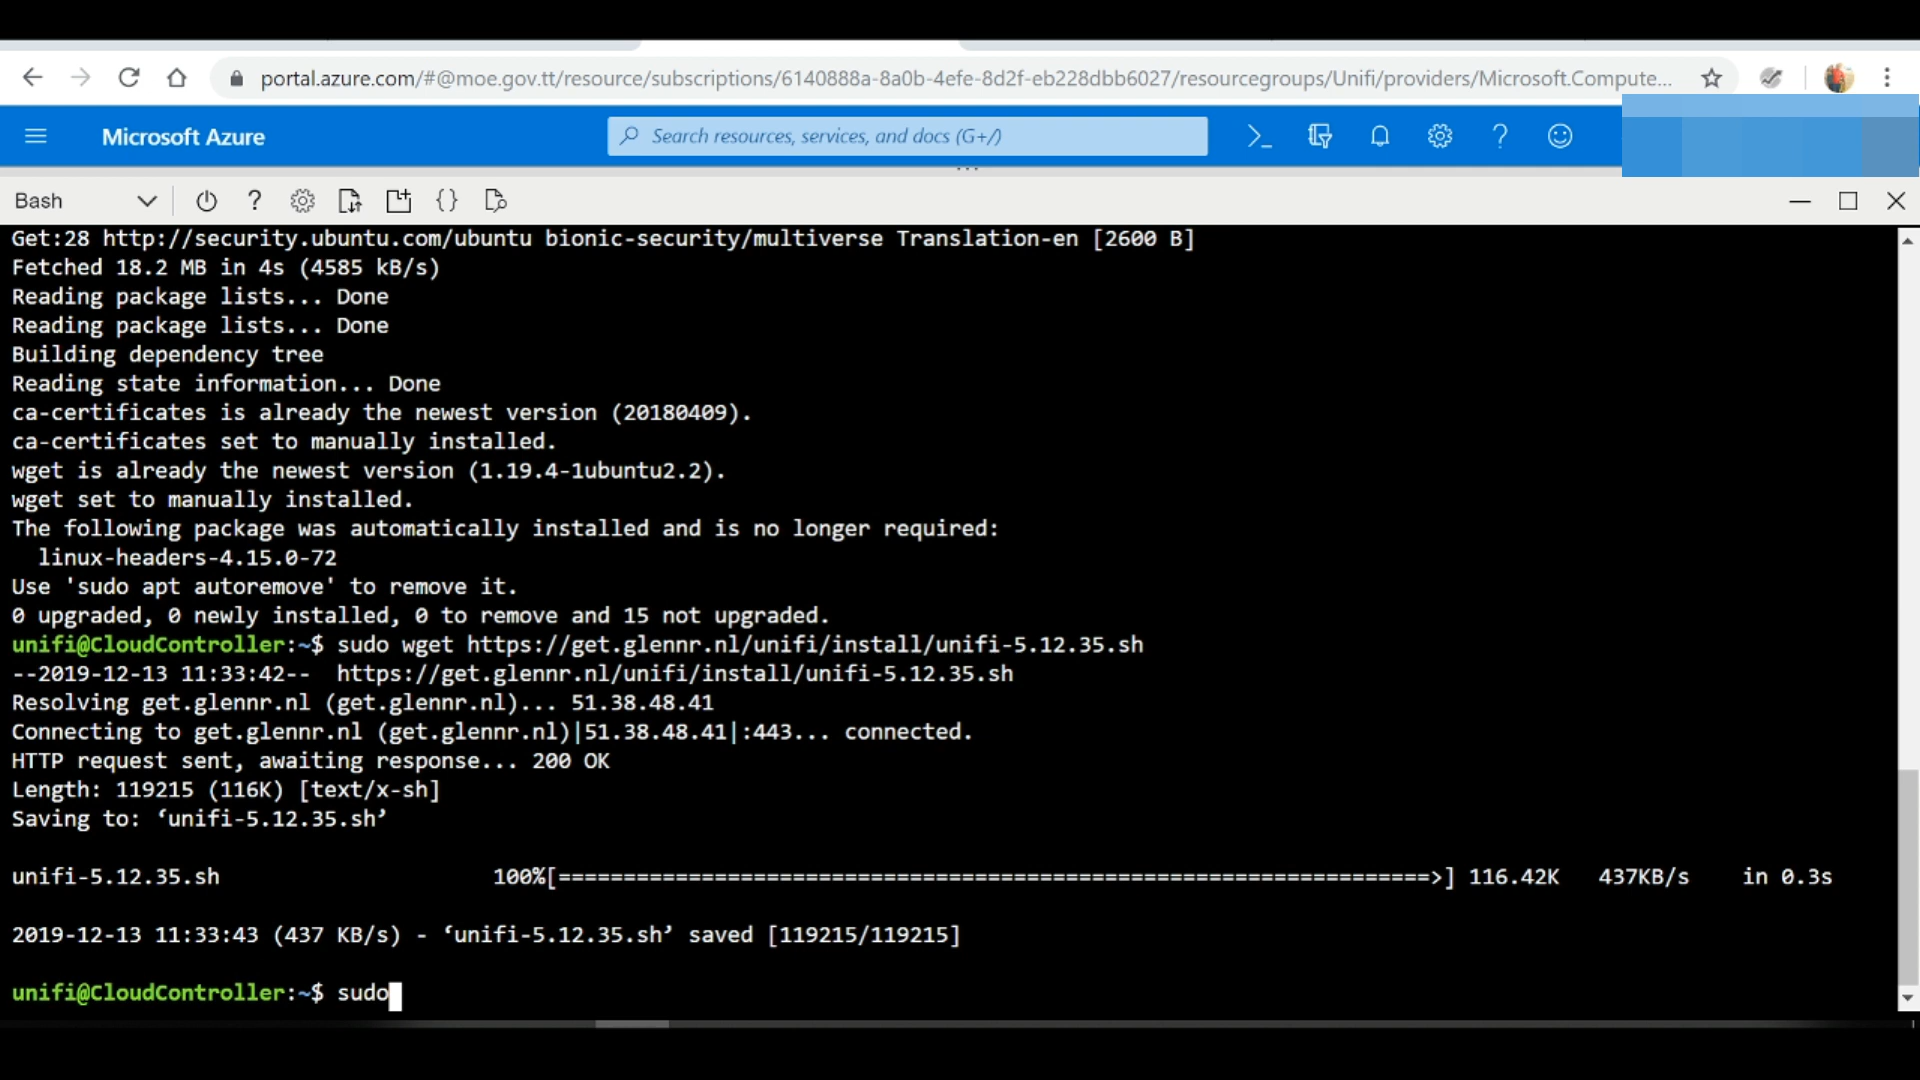 portal.azure.com/#@moe.gov.tt/resource/subscriptions/6140888a-8a0b-4efe-8d2f-eb228dbb6027/resourcegroups/Unifi/providers/Microsoft.Compute...
Microsoft Azure
Search resources, services, and docs (G+/)
Bash
Get:28 http://security.ubuntu.com/ubuntu bionic-security/multiverse Translation-en [2600 B]
Fetched 18.2 MB in 4s (4585 kB/s)
Reading package lists... Done
Reading package lists... Done
Building dependency tree
Reading state information... Done
ca-certificates is already the newest version (20180409).
ca-certificates set to manually installed.
wget is already the newest version (1.19.4-1ubuntu2.2).
wget set to manually installed.
The following package was automatically installed and is no longer required:
linux-headers-4.15.0-72
Use 'sudo apt autoremove' to remove it.
0 upgraded, 0 newly installed, 0 to remove and 15 not upgraded.
unifi@CloudController:~$ sudo wget https://get.glennr.nl/unifi/install/unifi-5.12.35.sh
--2019-12-13 11:33:42-- https://get.glennr.nl/unifi/install/unifi-5.12.35.sh
Resolving get.glennr.nl (get.glennr.nl)... 51.38.48.41
Connecting to get.glennr.nl (get.glennr.nl)|51.38.48.41|:443... connected.
HTTP request sent, awaiting response... 200 OK
Length: 119215 (116K) [text/x-sh]
Saving to: ‘unifi-5.12.35.sh’
unifi-5.12.35.sh 100%[===================================================================>] 116.42K 437KB/s in 0.3s
2019-12-13 11:33:43 (437 KB/s) - ‘unifi-5.12.35.sh’ saved [119215/119215]
unifi@CloudController:~$ sudo